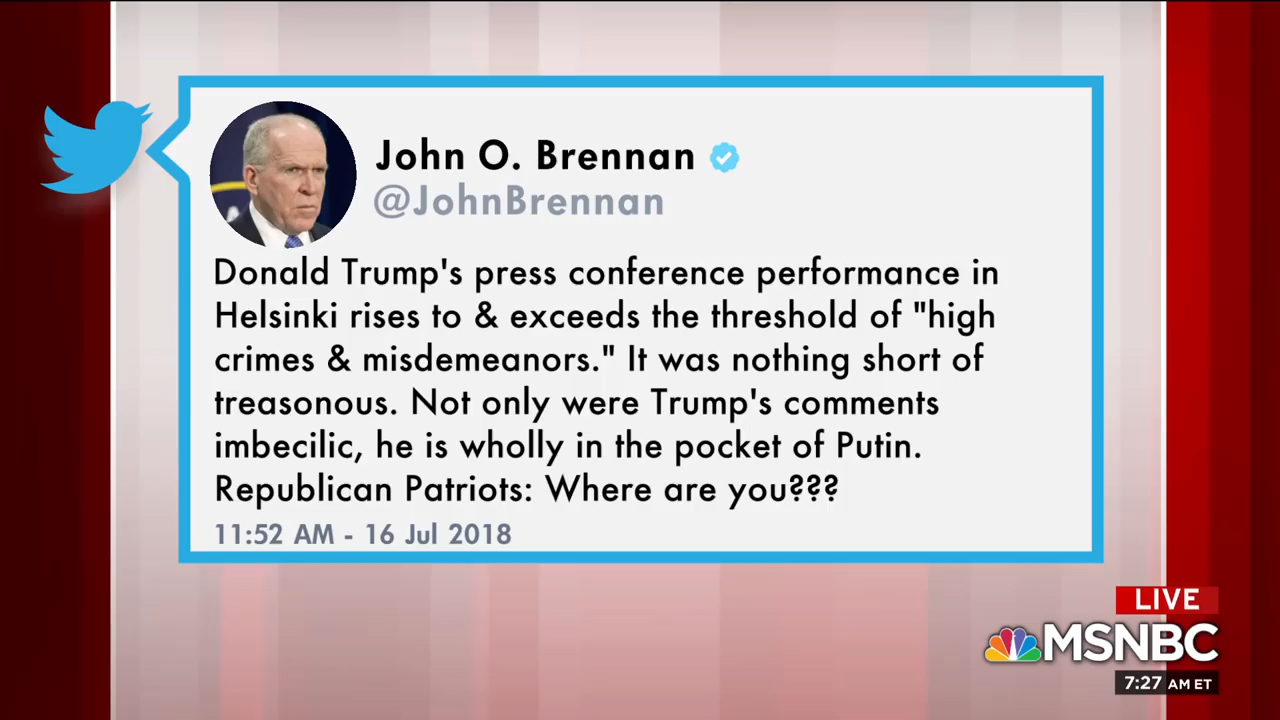 John O. Brennan
@JohnBrennan
Donald Trump's press conference performance in
Helsinki rises to & exceeds the threshold of "high
crimes & misdemeanors." It was nothing short of
treasonous. Not only were Trump's comments
imbecilic, he is wholly in the pocket of Putin.
Republican Patriots: Where are you???
11:52 AM - 16 Jul 2018
LIVE
MSNBC
7:27 AM ET